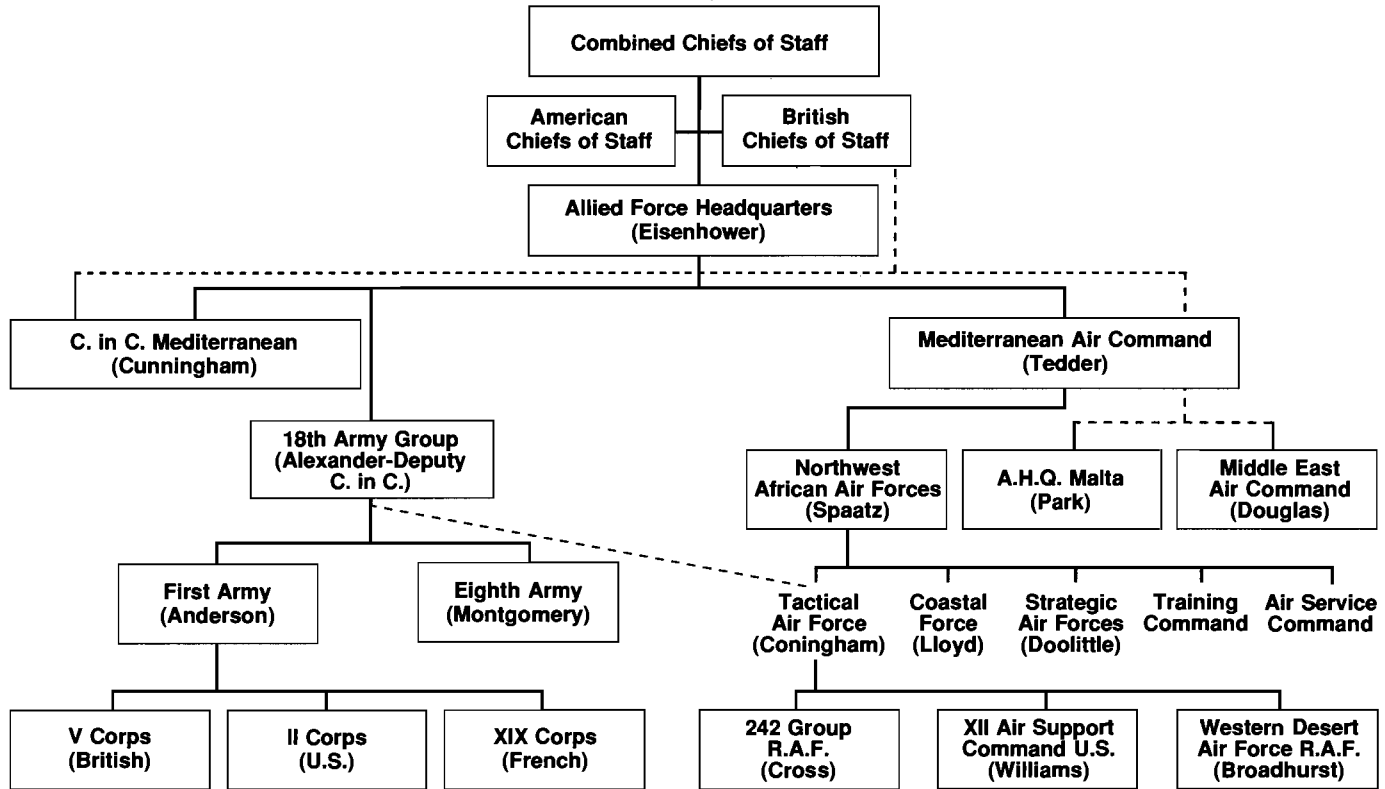 Combined Chiefs of Staff
American
Chiefs of Staff
British
Chiefs of Staff
Allied Force Headquarters
(Eisenhower)
C. in C. Mediterranean
(Cunningham)
Mediterranean Air Command
(Tedder)
18th Army Group
(Alexander-Deputy
C. in C.)
Northwest
African Air Forces
(Spaatz)
A.H.Q. Malta
(Park)
Middle East
Air Command
(Douglas)
First Army
(Anderson)
Eighth Army
(Montgomery)
Tactical
Air Force
(Coningham)
Coastal
Force
(Lloyd)
Strategic
Air Forces
(Doolittle)
Training
Command
Air Service
Command
V Corps
(British)
II Corps
(U.S.)
XIX Corps
(French)
242 Group
R.A.F.
(Cross)
XII Air Support
Command U.S.
(Williams)
Western Desert
Air Force R.A.F.
(Broadhurst)